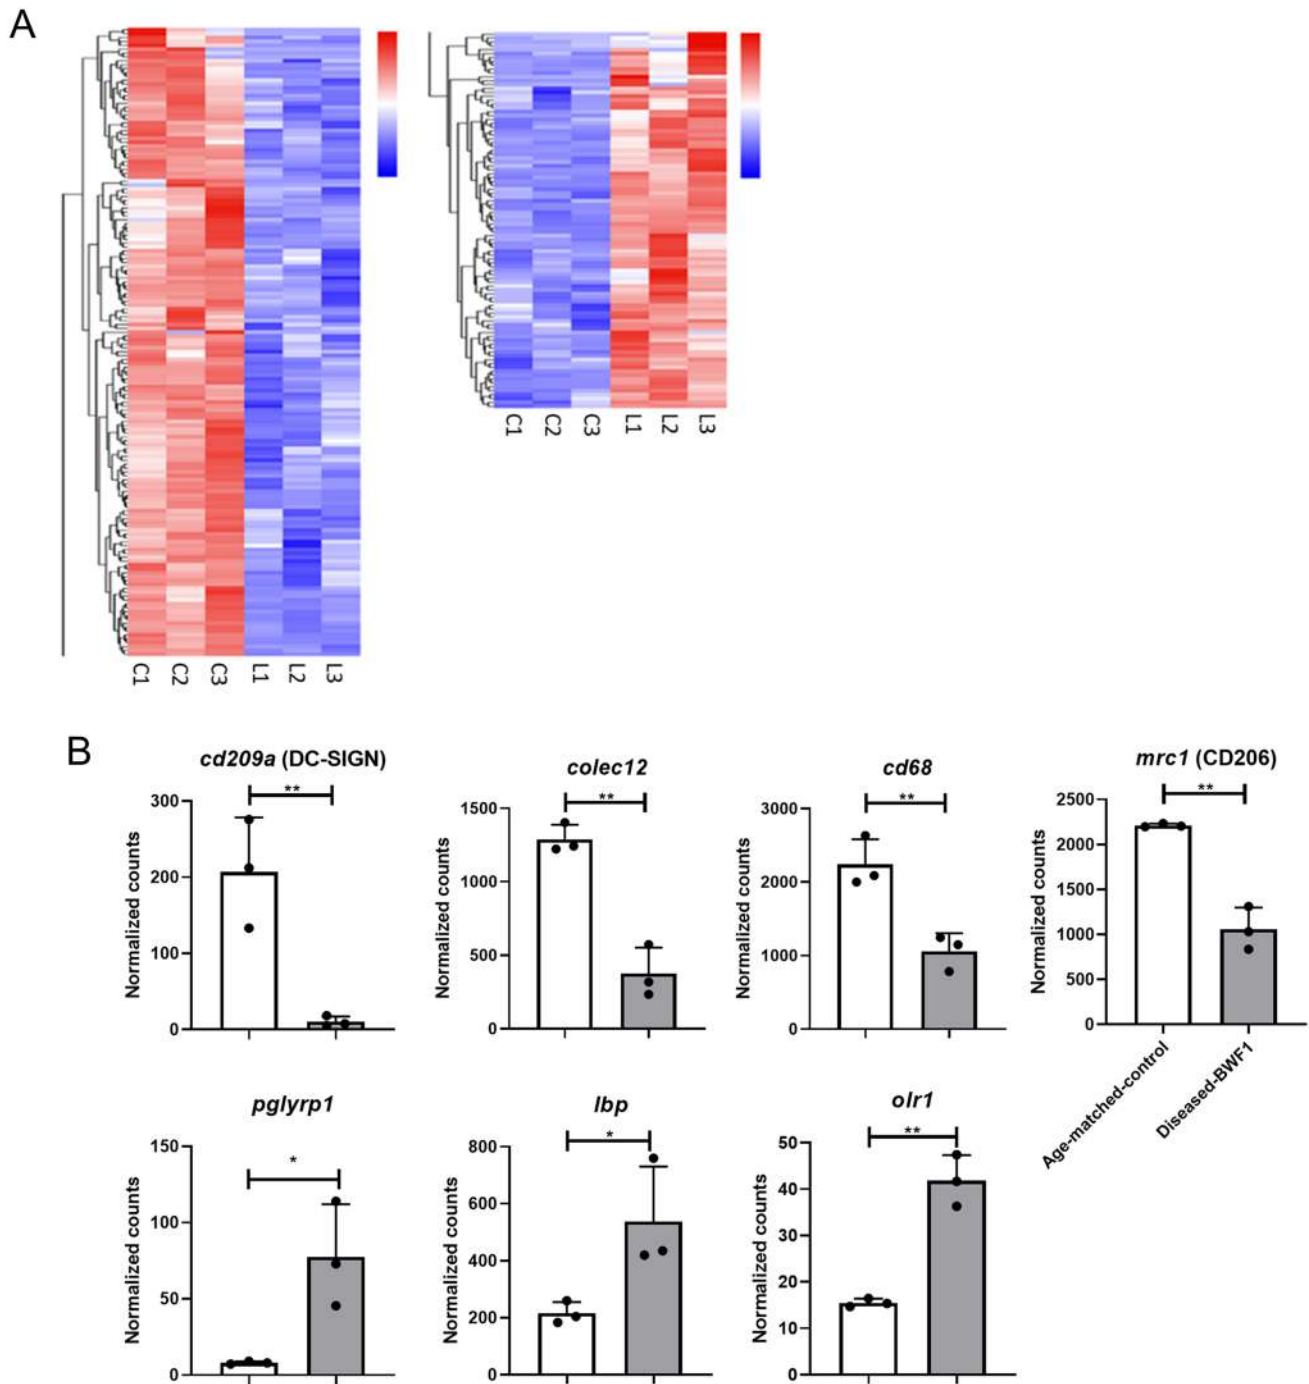 A
C1 C2 C3 L1 L2 L3
C1 C2 C3 L1 L2 L3
B
cd209a (DC-SIGN)
**
Normalized counts
300
200
100
0
colec12
**
Normalized counts
1500
1000
500
0
cd68
**
Normalized counts
3000
2000
1000
0
mrc1 (CD206)
**
Normalized counts
2500
2000
1500
1000
500
0
Age-matched-control
Diseased-BWF1
pglyrp1
*
Normalized counts
150
100
50
0
lbp
*
Normalized counts
800
600
400
200
0
olr1
**
Normalized counts
50
40
30
20
10
0